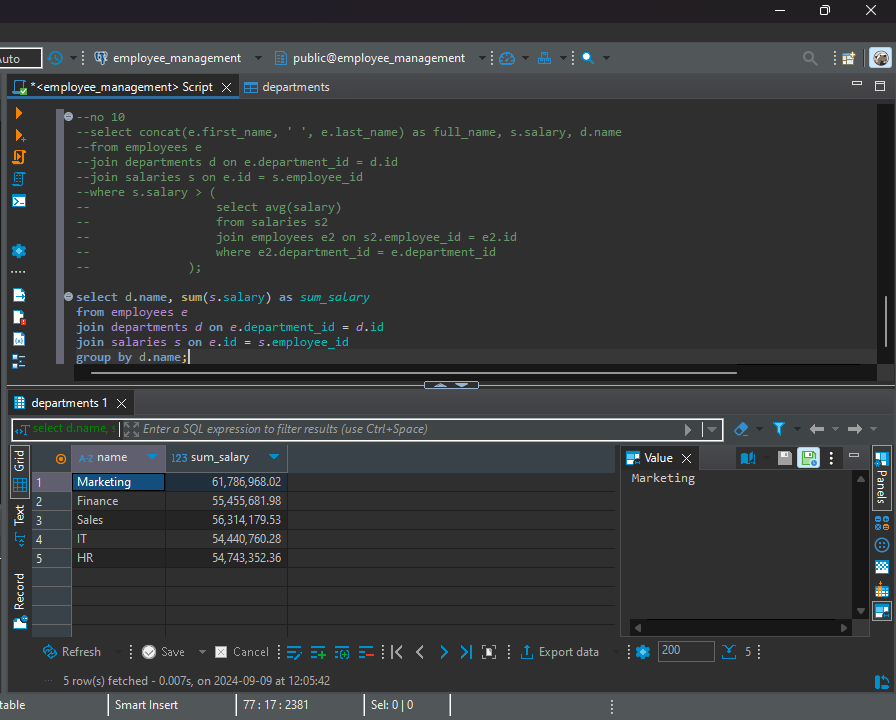 uto employee_management public@employee_management
*<employee_management> Script departments
--no 10
--select concat(e.first_name, ' ', e.last_name) as full_name, s.salary, d.name
--from employees e
--join departments d on e.department_id = d.id
--join salaries s on e.id = s.employee_id
--where s.salary > (
-- select avg(salary)
-- from salaries s2
-- join employees e2 on s2.employee_id = e2.id
-- where e2.department_id = e.department_id
-- );
select d.name, sum(s.salary) as sum_salary
from employees e
join departments d on e.department_id = d.id
join salaries s on e.id = s.employee_id
group by d.name;
departments 1
select d.name, s Enter a SQL expression to filter results (use Ctrl+Space)
Grid
Text
Record
A-Z name 123 sum_salary
1 Marketing 61,786,968.02
2 Finance 55,455,681.98
3 Sales 56,314,179.53
4 IT 54,440,760.28
5 HR 54,743,352.36
Value
Marketing
Panels
Refresh Save Cancel Export data 200 5
5 row(s) fetched - 0.007s, on 2024-09-09 at 12:05:42
table Smart Insert 77 : 17 : 2381 Sel: 0 | 0